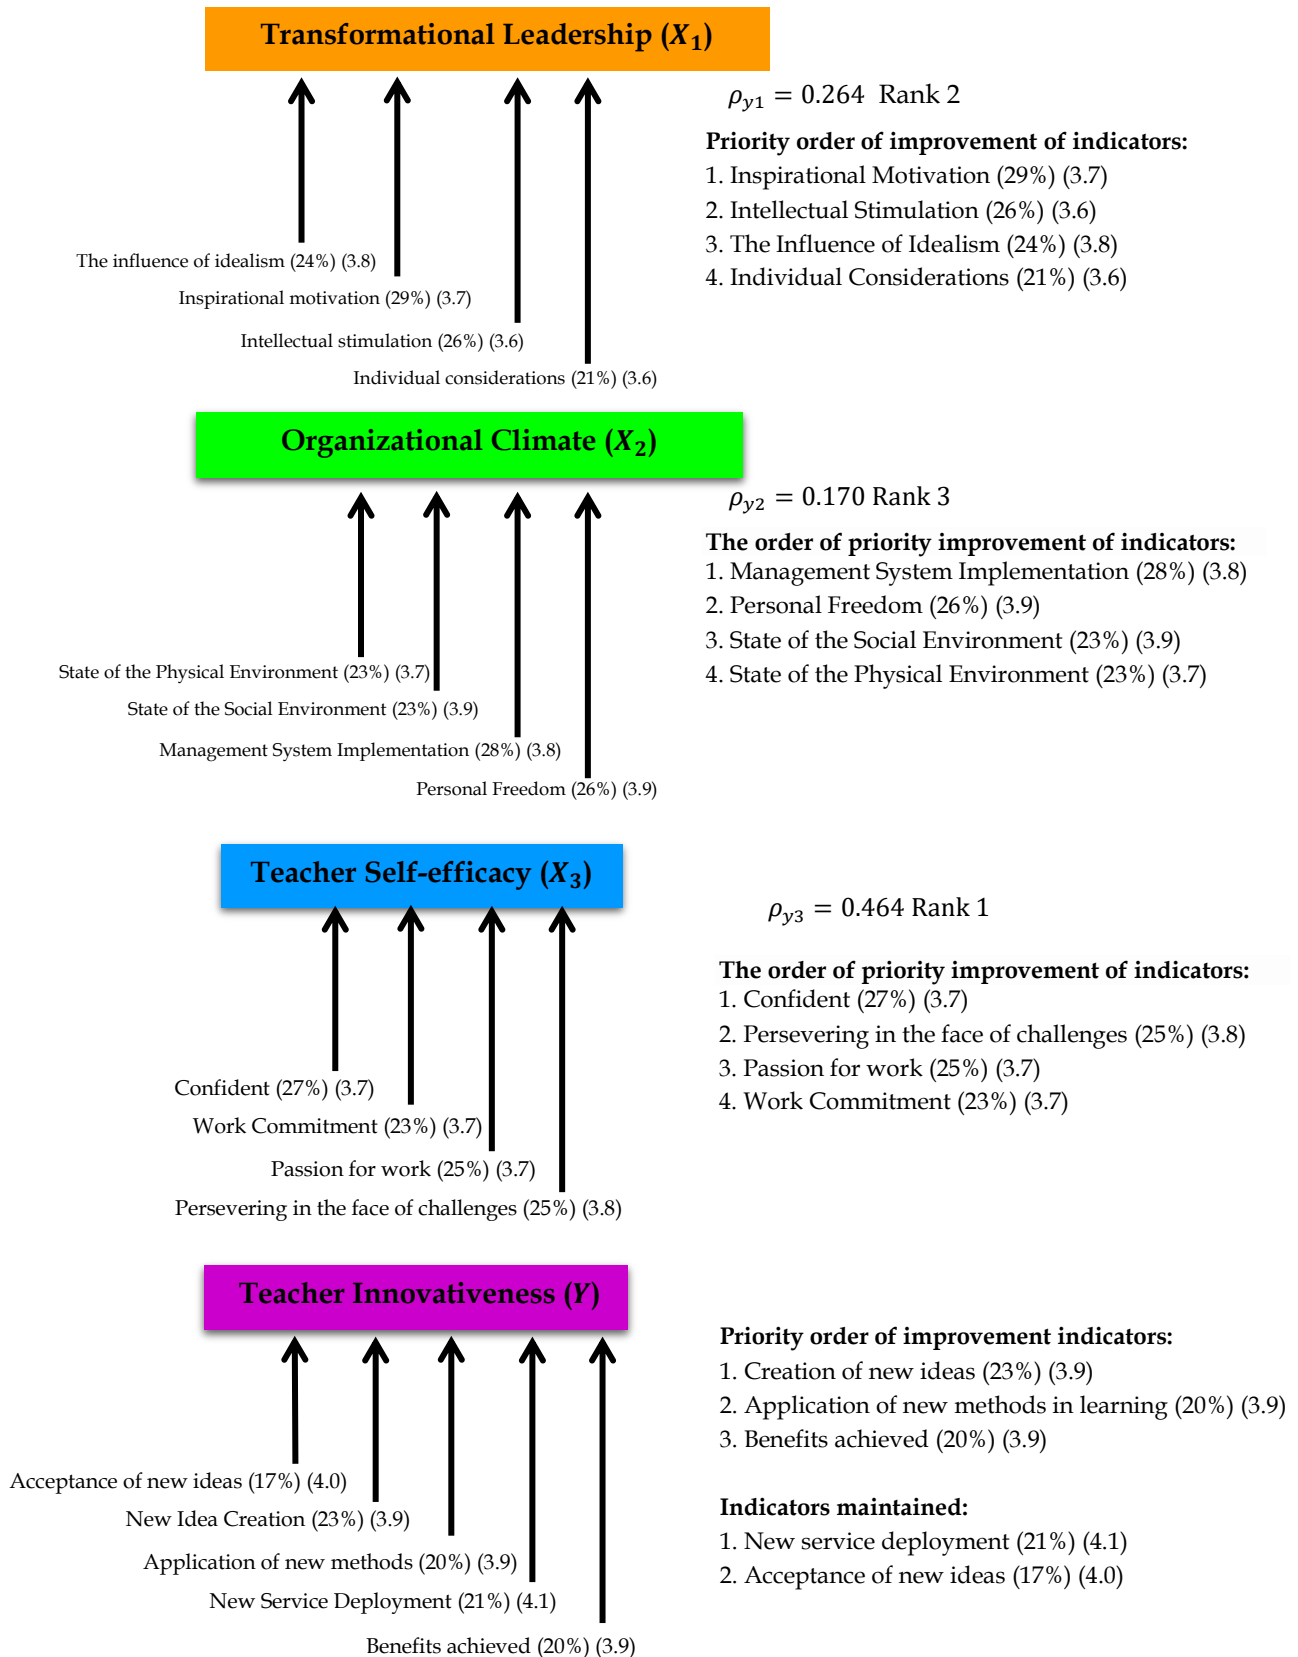 Transformational Leadership (X₁)
ρ_y1 = 0.264 Rank 2
Priority order of improvement of indicators:
1. Inspirational Motivation (29%) (3.7)
2. Intellectual Stimulation (26%) (3.6)
3. The Influence of Idealism (24%) (3.8)
4. Individual Considerations (21%) (3.6)
The influence of idealism (24%) (3.8)
Inspirational motivation (29%) (3.7)
Intellectual stimulation (26%) (3.6)
Individual considerations (21%) (3.6)
Organizational Climate (X₂)
ρ_y2 = 0.170 Rank 3
The order of priority improvement of indicators:
1. Management System Implementation (28%) (3.8)
2. Personal Freedom (26%) (3.9)
3. State of the Social Environment (23%) (3.9)
4. State of the Physical Environment (23%) (3.7)
State of the Physical Environment (23%) (3.7)
State of the Social Environment (23%) (3.9)
Management System Implementation (28%) (3.8)
Personal Freedom (26%) (3.9)
Teacher Self-efficacy (X₃)
ρ_y3 = 0.464 Rank 1
The order of priority improvement of indicators:
1. Confident (27%) (3.7)
2. Persevering in the face of challenges (25%) (3.8)
3. Passion for work (25%) (3.7)
4. Work Commitment (23%) (3.7)
Confident (27%) (3.7)
Work Commitment (23%) (3.7)
Passion for work (25%) (3.7)
Persevering in the face of challenges (25%) (3.8)
Teacher Innovativeness (Y)
Priority order of improvement indicators:
1. Creation of new ideas (23%) (3.9)
2. Application of new methods in learning (20%) (3.9)
3. Benefits achieved (20%) (3.9)
Indicators maintained:
1. New service deployment (21%) (4.1)
2. Acceptance of new ideas (17%) (4.0)
Acceptance of new ideas (17%) (4.0)
New Idea Creation (23%) (3.9)
Application of new methods (20%) (3.9)
New Service Deployment (21%) (4.1)
Benefits achieved (20%) (3.9)